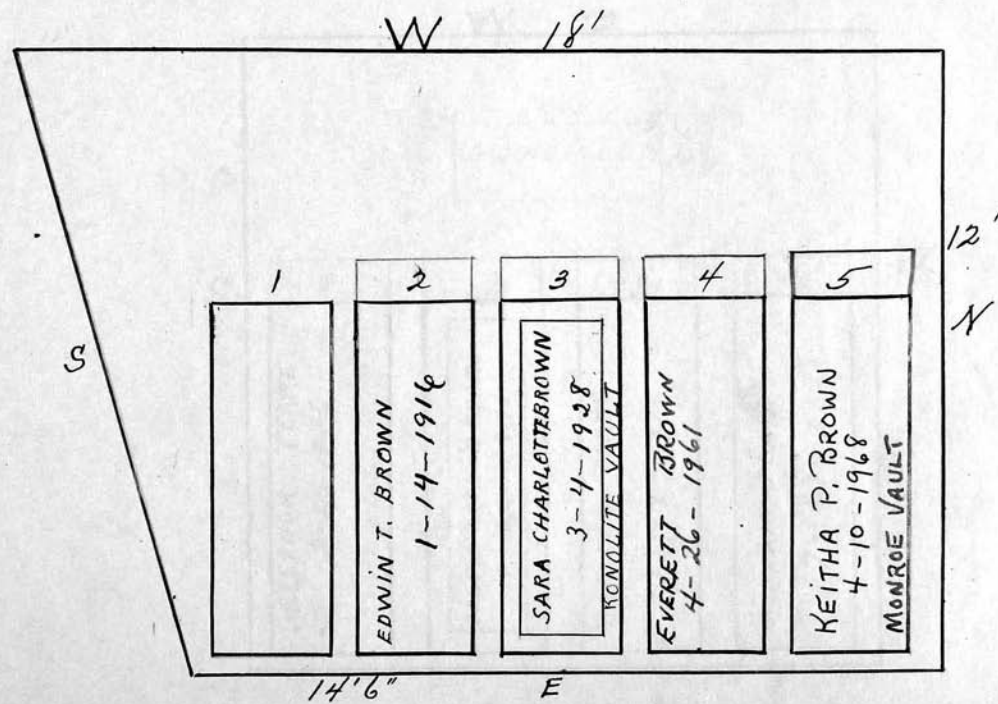 W 18'
12'
N
S
1 2 3 4 5
EDWIN T. BROWN
1-14-1916
SARA CHARLOTTE BROWN
3-4-1928
KONOLITE VAULT
EVERETT BROWN
4-26-1961
KEITHA P. BROWN
4-10-1968
MONROE VAULT
14'6" E